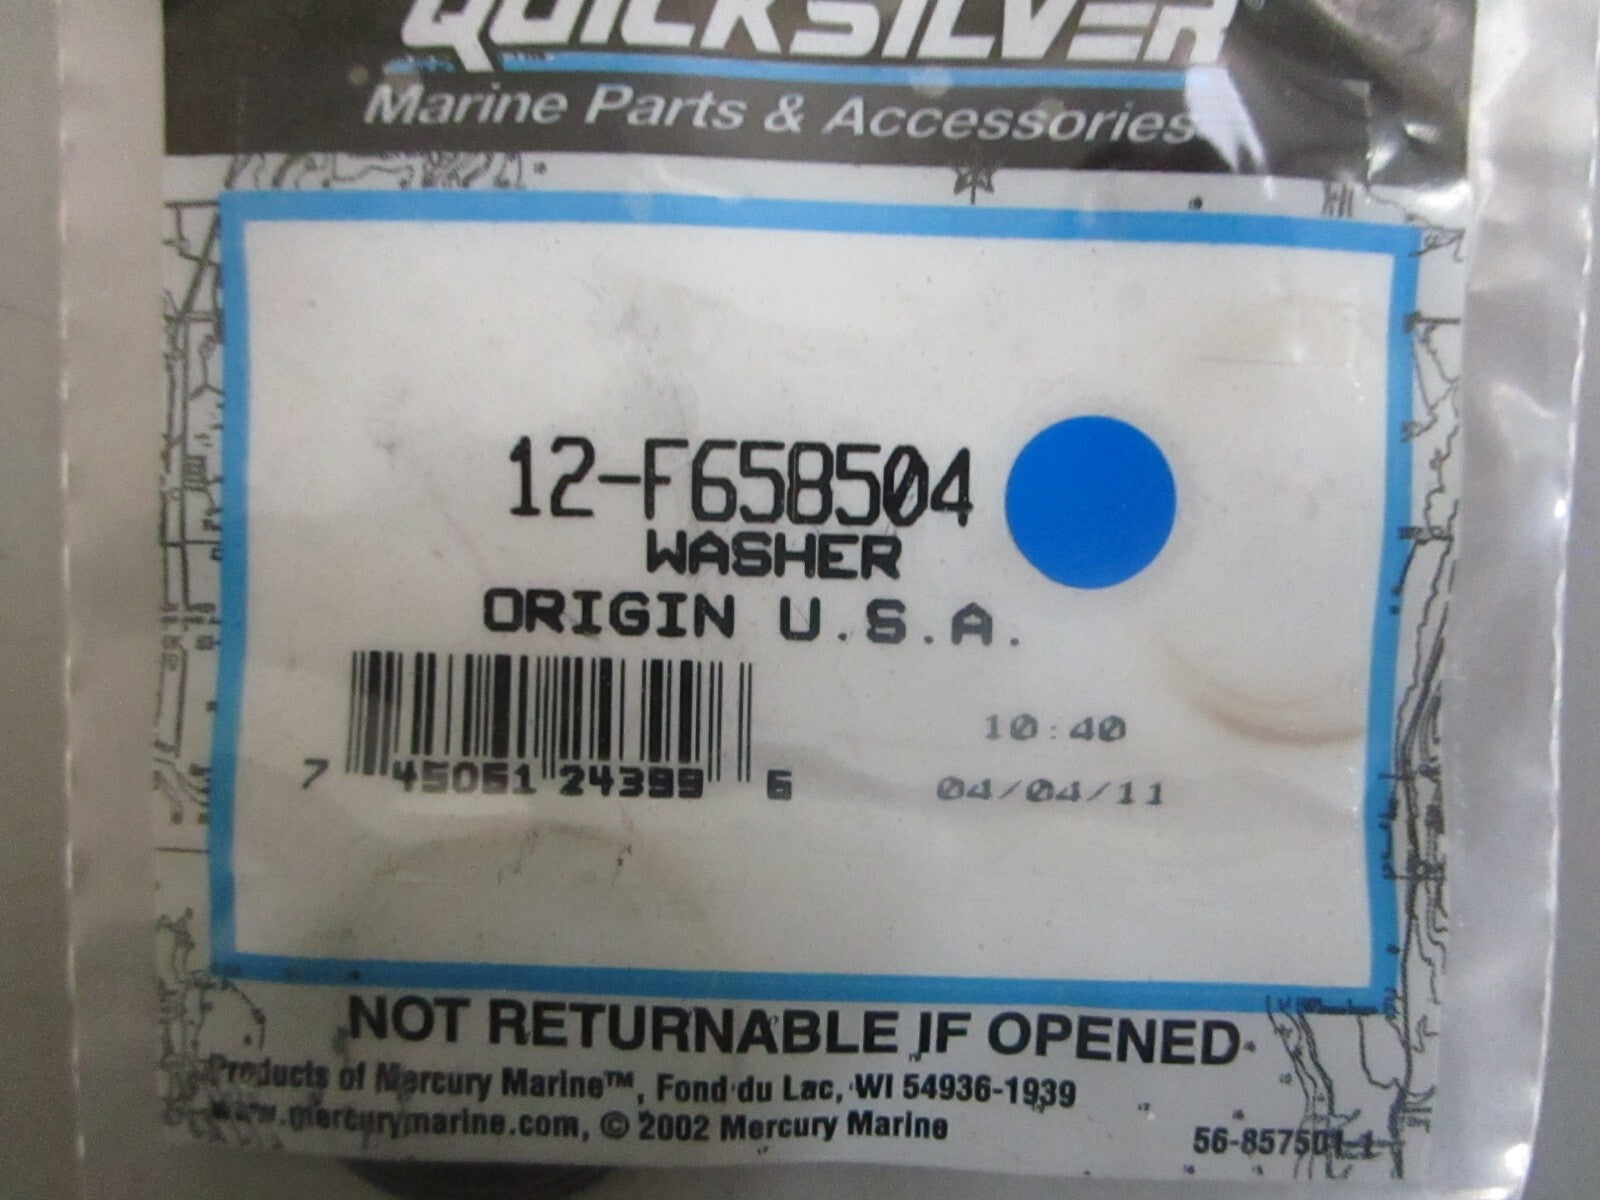 QUICKSILVER
Marine Parts & Accessories
12-F658504
WASHER
ORIGIN U.S.A.
7 45051 24399 6
10:40
04/04/11
NOT RETURNABLE IF OPENED
Products of Mercury Marine™, Fond du Lac, WI 54936-1939
www.mercurymarine.com, © 2002 Mercury Marine
56-857501-1